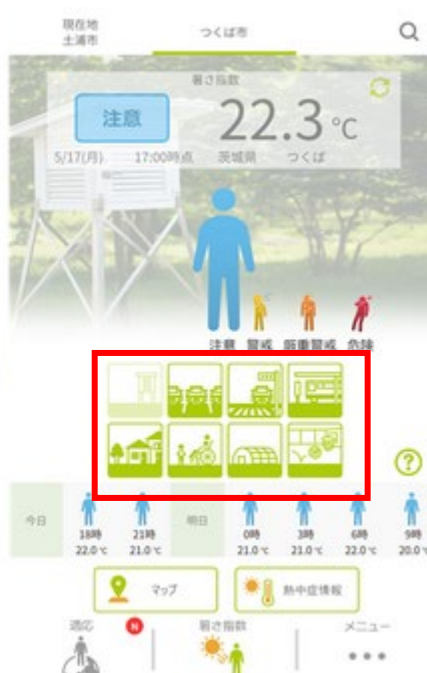 現在地
土浦市
つくば市
暑さ指数
注意
22.3℃
5/17(月) 17:00時点 茨城県 つくば
注意 警戒 厳重警戒 危険
?
今日 明日
18時 21時 0時 3時 6時 9時
22.0℃ 21.0℃ 21.0℃ 21.0℃ 22.0℃ 20.0℃
マップ
熱中症情報
適応 N 暑さ指数 メニュー